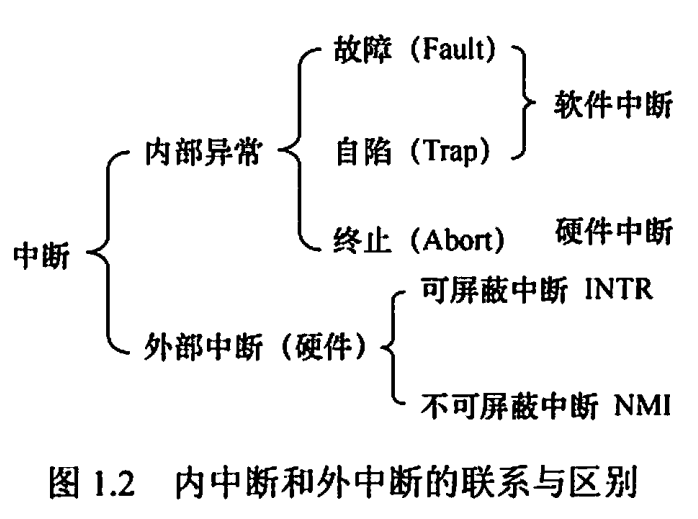 故障（Fault）
软件中断
内部异常
自陷（Trap）
中断
终止（Abort）
硬件中断
可屏蔽中断 INTR
外部中断（硬件）
不可屏蔽中断 NMI
图 1.2 内中断和外中断的联系与区别